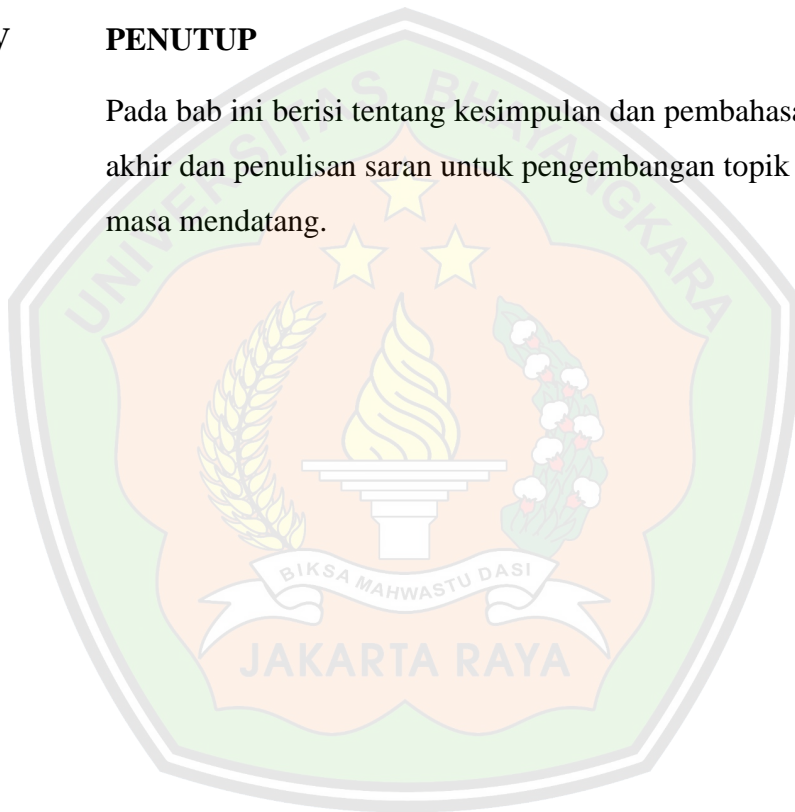 V PENUTUP
Pada bab ini berisi tentang kesimpulan dan
akhir dan penulisan saran untuk pengembangan topik
masa mendatang.
UNIVERSITAS BHAYANGKARA
BIKSA MAHWASTU DASI
JAKARTA RAYA